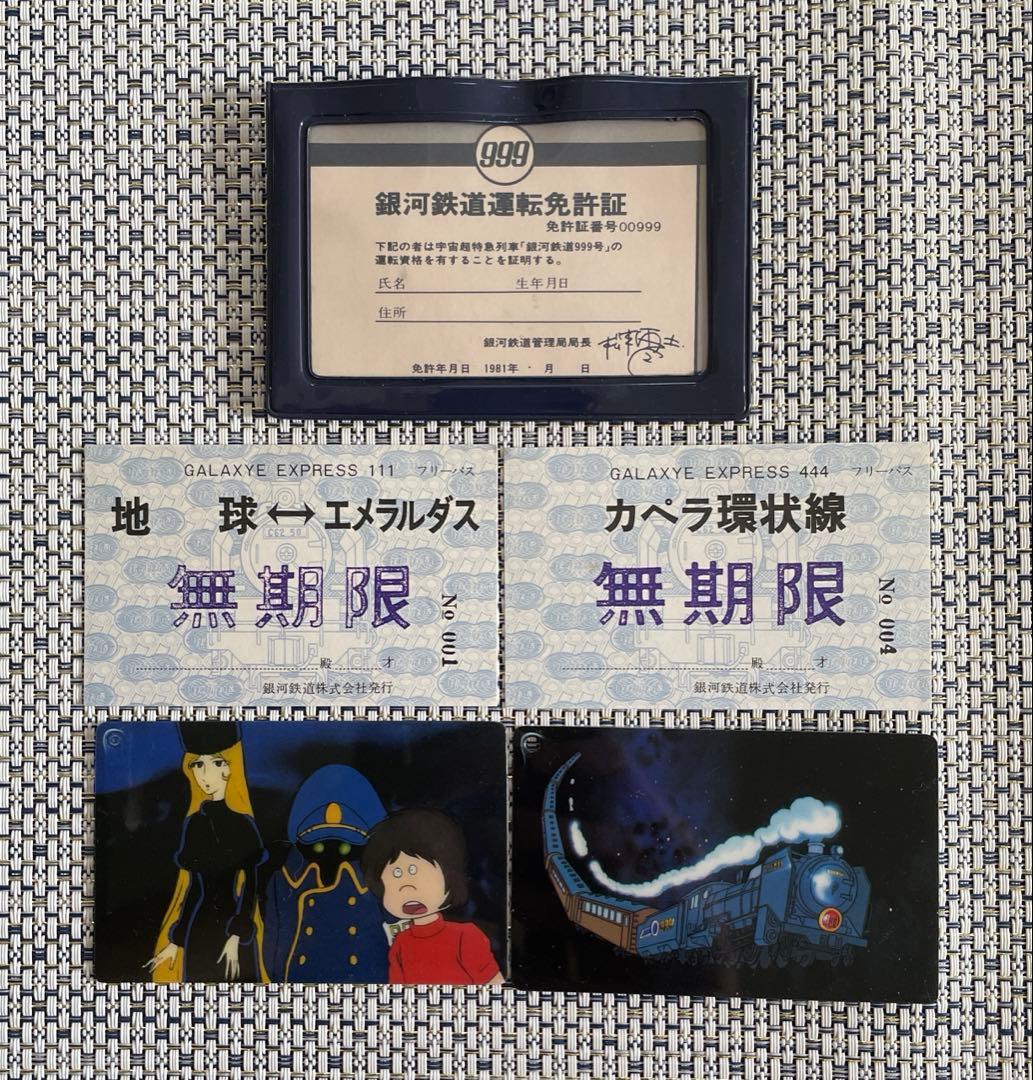 999
銀河鉄道運転免許証
免許証番号00999
下記の者は宇宙超特急列車「銀河鉄道999号」の
運転資格を有することを証明する。
氏名 生年月日
住所
銀河鉄道管理局局長 松本零士
免許年月日 1981年・月 日
GALAXYE EXPRESS 111 フリーパス
地 球↔エメラルダス
C62 50
無期限
No 001
殿 才
銀河鉄道株式会社発行
GALAXYE EXPRESS 444 フリーパス
カペラ環状線
無期限
No 004
殿 才
銀河鉄道株式会社発行